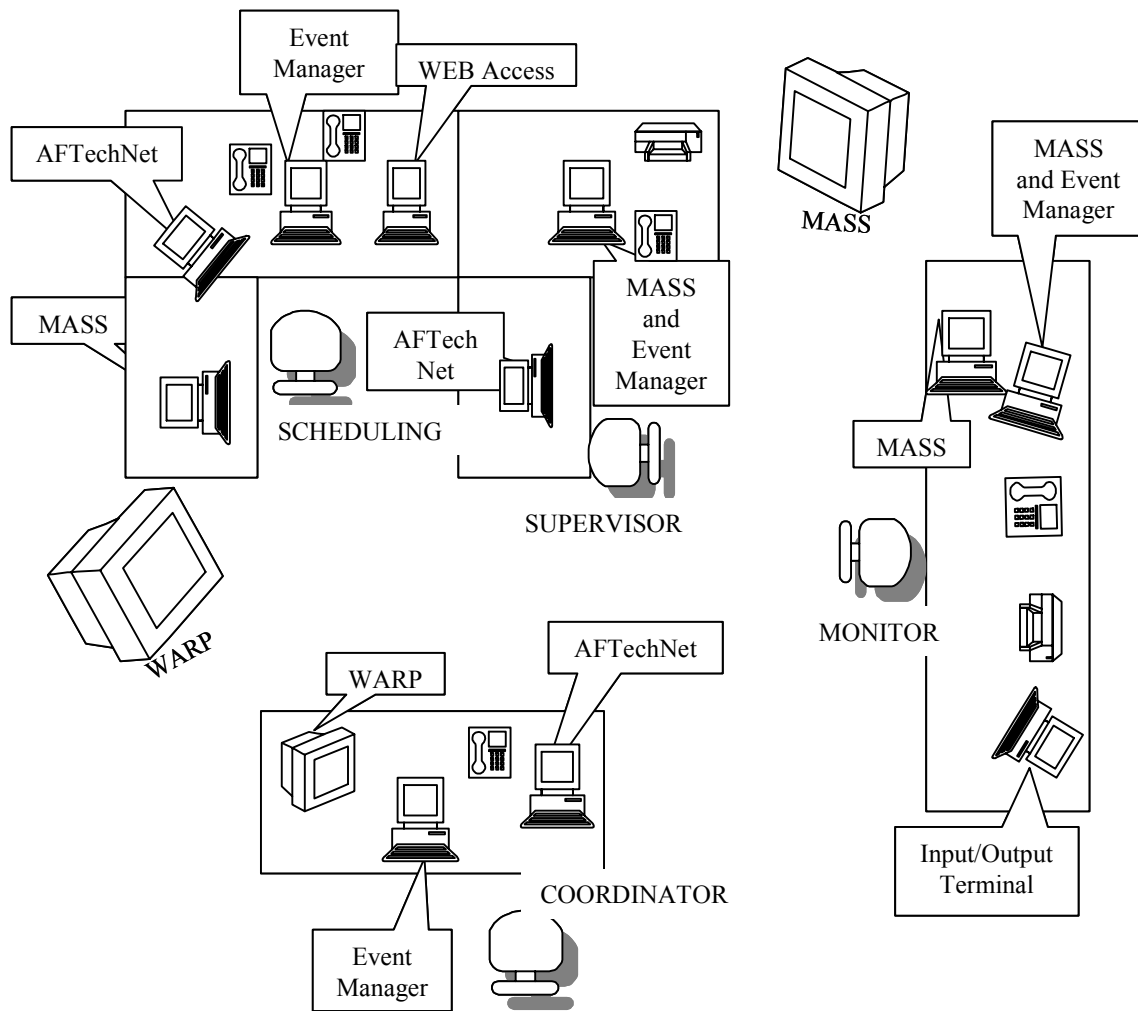 Event
Manager
WEB Access
AFTechNet
MASS
and Event
Manager
MASS
MASS
MASS
and
Event
Manager
AFTech
Net
SCHEDULING
MASS
SUPERVISOR
MONITOR
WARP
AFTechNet
WARP
Input/Output
Terminal
COORDINATOR
Event
Manager